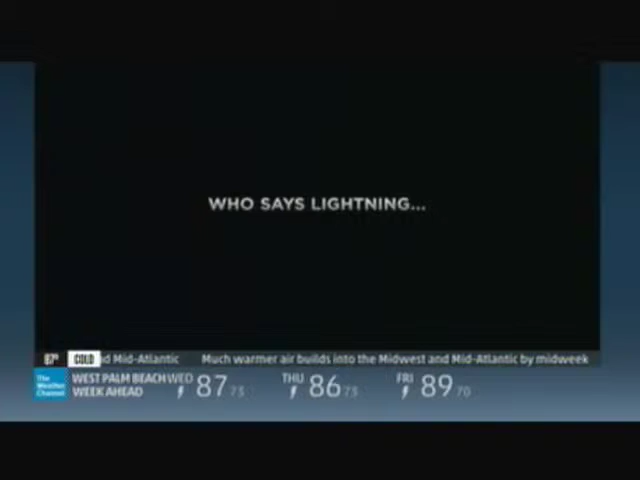 WHO SAYS LIGHTNING...
87° COLD d Mid-Atlantic Much warmer air builds into the Midwest and Mid-Atlantic by midweek
The Weather Channel
WEST PALM BEACH WEEK AHEAD
WED 87 73
THU 86 73
FRI 89 70